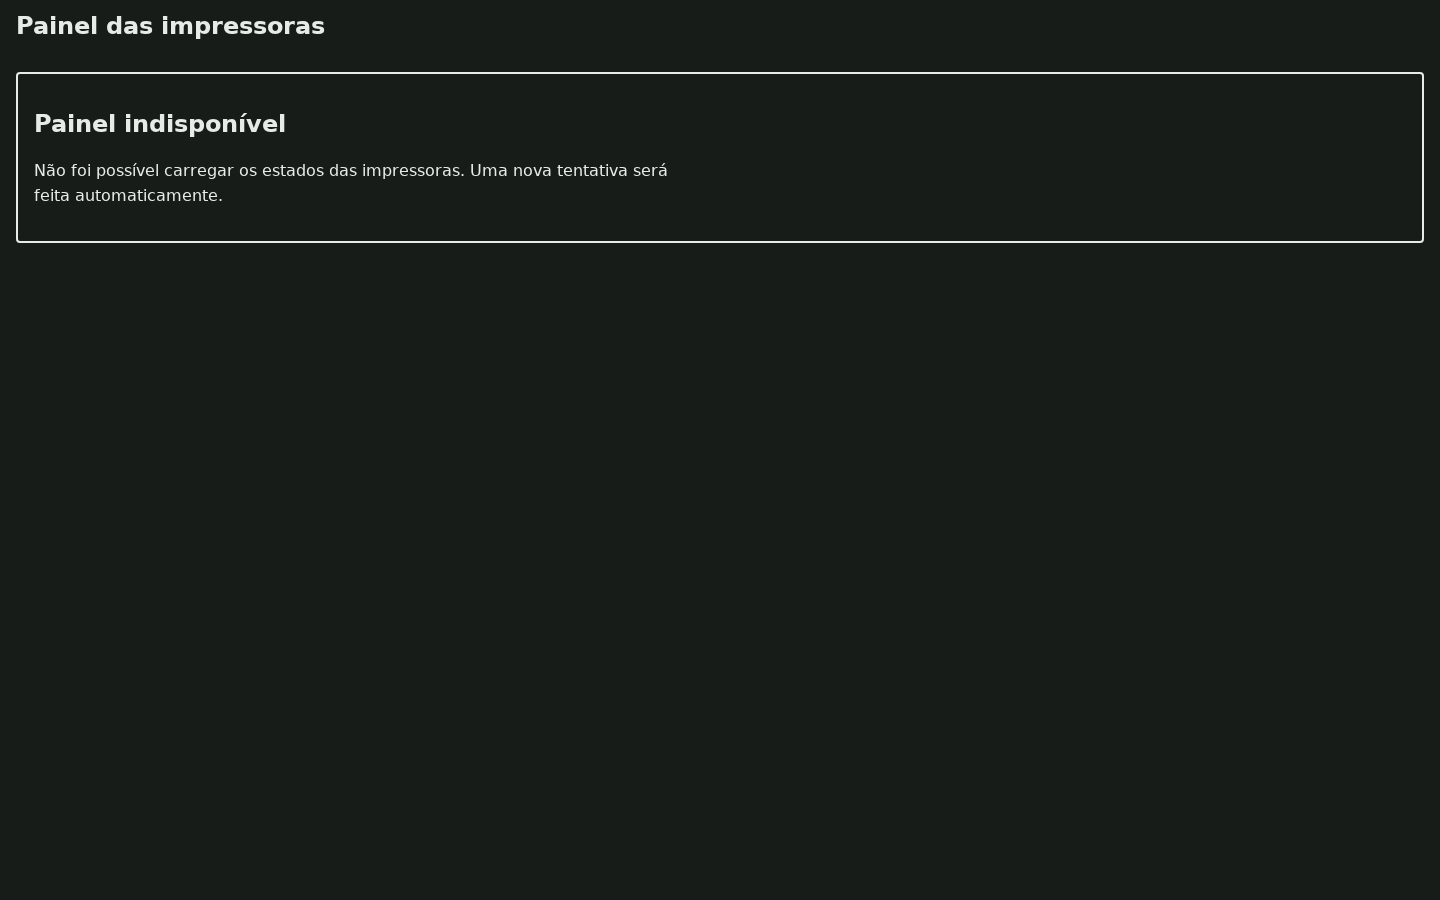 Painel das impressoras
Painel indisponível
Não foi possível carregar os estados das impressoras. Uma nova tentativa será
feita automaticamente.